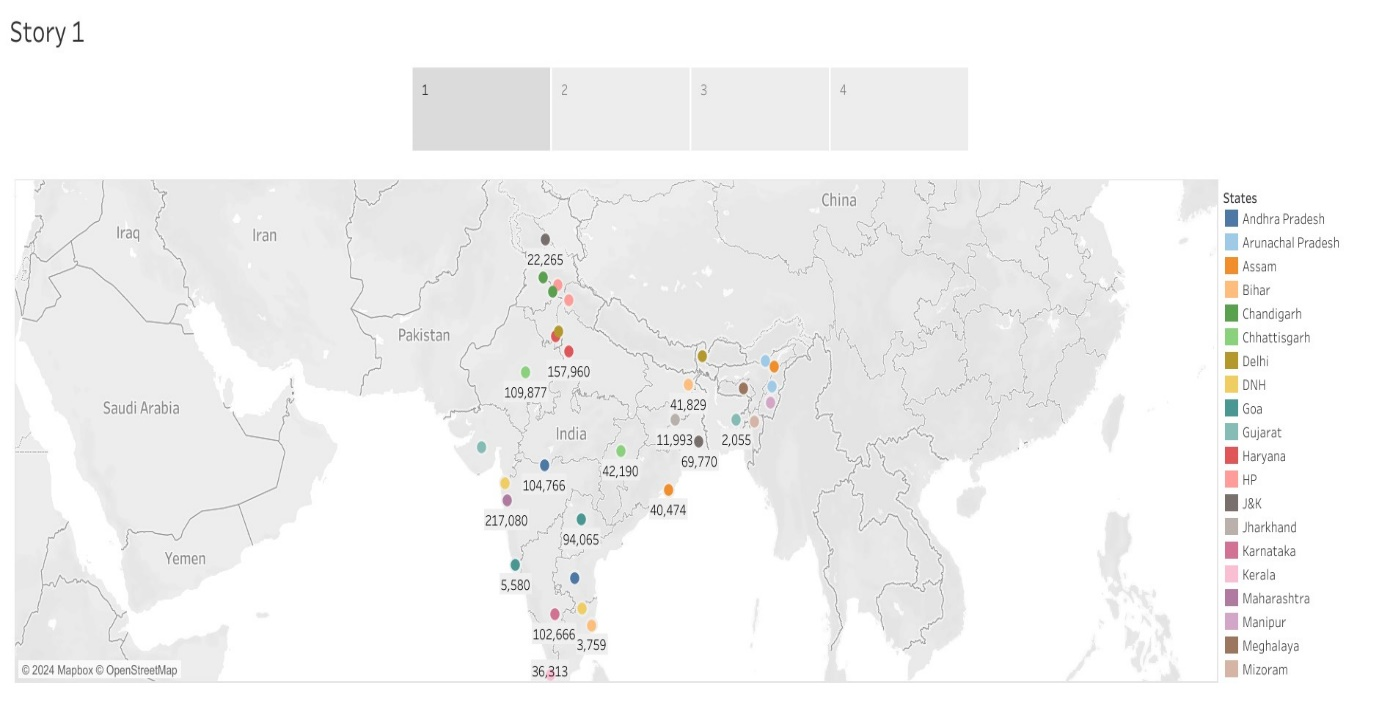 Story 1
1
2
3
4
China
Iraq
Iran
22,265
Pakistan
157,960
109,877
41,829
Saudi Arabia
India
11,993
2,055
69,770
42,190
104,766
40,474
217,080
94,065
Yemen
5,580
102,666
3,759
36,313
© 2024 Mapbox © OpenStreetMap
States
Andhra Pradesh
Arunachal Pradesh
Assam
Bihar
Chandigarh
Chhattisgarh
Delhi
DNH
Goa
Gujarat
Haryana
HP
J&K
Jharkhand
Karnataka
Kerala
Maharashtra
Manipur
Meghalaya
Mizoram